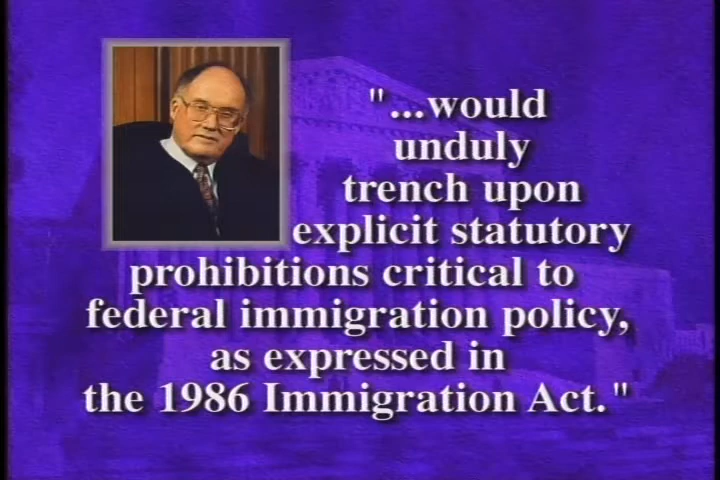 "...would
unduly
trench upon
explicit statutory
prohibitions critical to
federal immigration policy,
as expressed in
the 1986 Immigration Act."